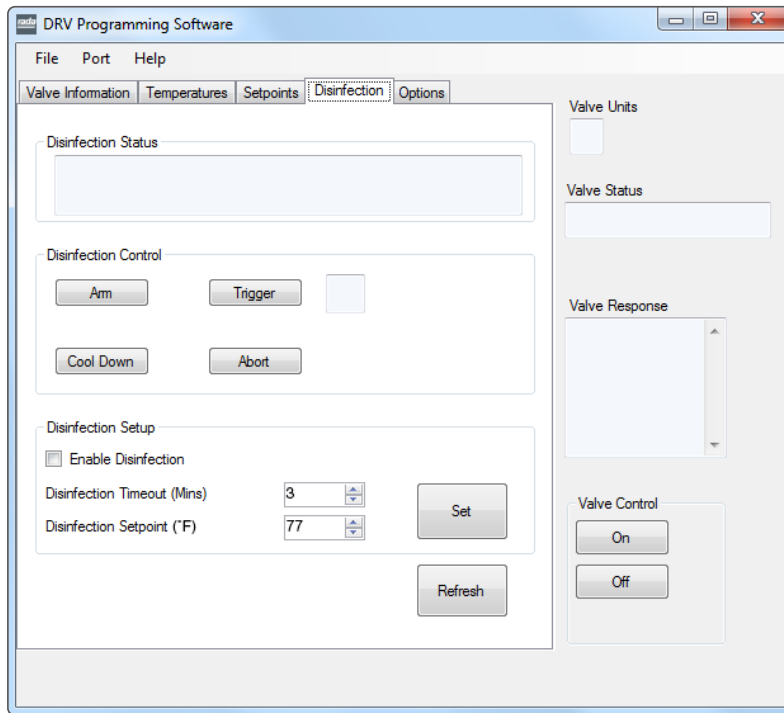 rada DRV Programming Software
File Port Help
Valve Information Temperatures Setpoints Disinfection Options
Disinfection Status
Disinfection Control
Arm Trigger
Cool Down Abort
Disinfection Setup
Enable Disinfection
Disinfection Timeout (Mins) 3
Disinfection Setpoint (°F) 77
Set
Refresh
Valve Units
Valve Status
Valve Response
Valve Control
On
Off